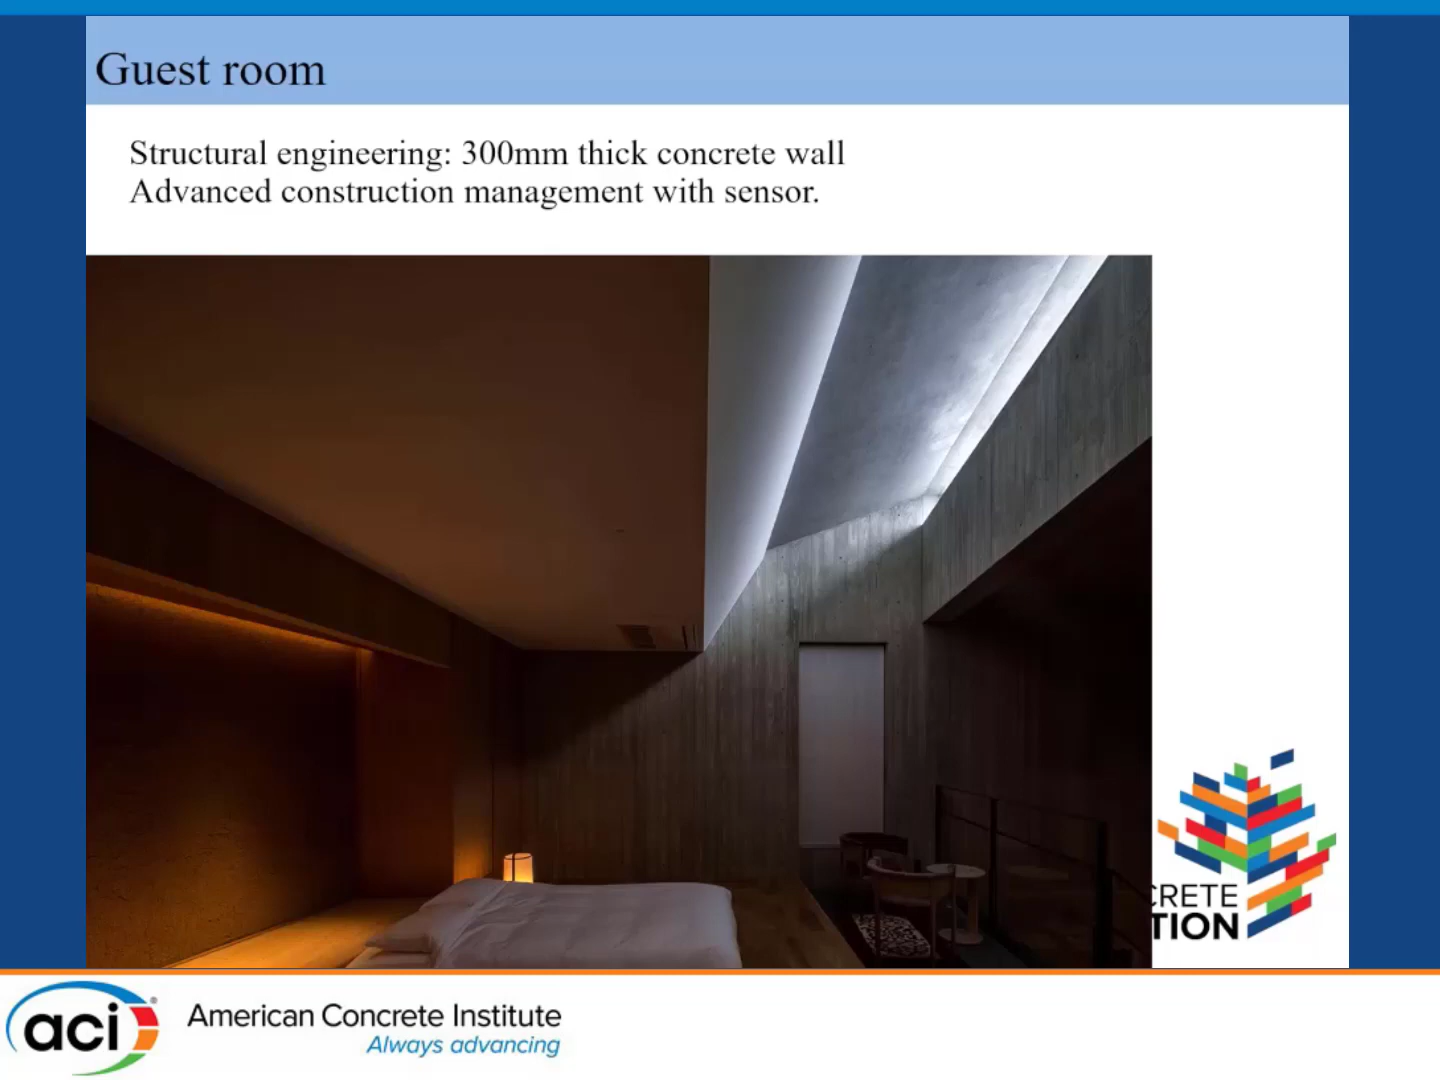 Guest room
Structural engineering: 300mm thick concrete wall
Advanced construction management with sensor.
CRETE
TION
aci
American Concrete Institute
Always advancing